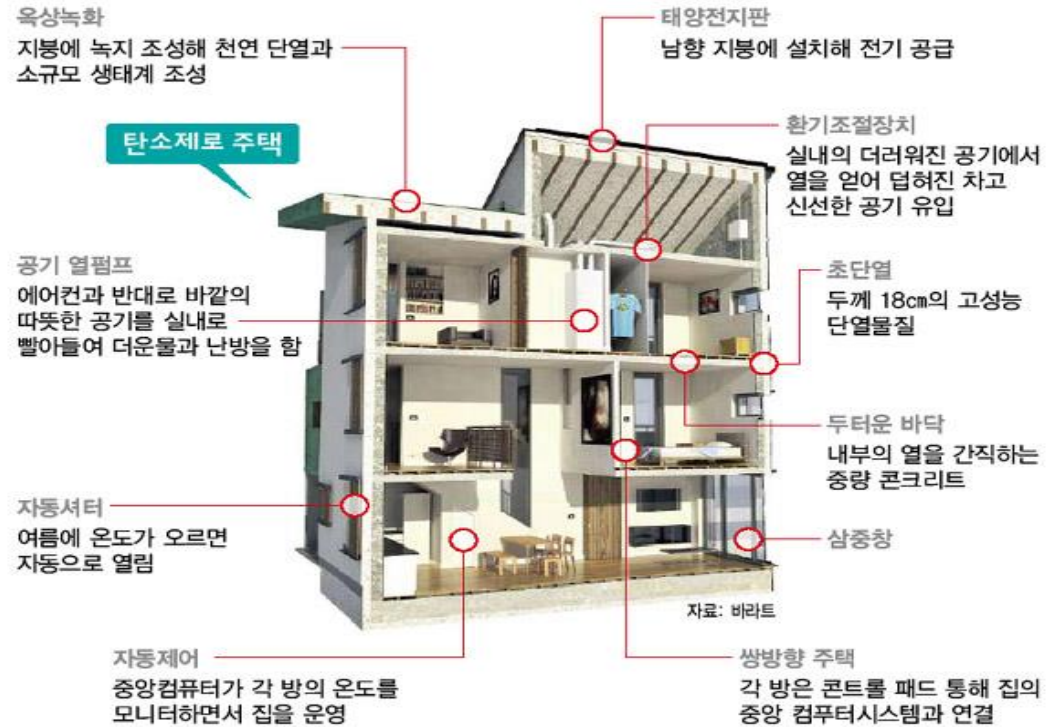 옥상녹화
지붕에 녹지 조성해 천연 단열과
소규모 생태계 조성
태양전지판
남향 지붕에 설치해 전기 공급
탄소제로 주택
환기조절장치
실내의 더러워진 공기에서
열을 얻어 덥혀진 차고
신선한 공기 유입
공기 열펌프
에어컨과 반대로 바깥의
따뜻한 공기를 실내로
빨아들여 더운물과 난방을 함
초단열
두께 18㎝의 고성능
단열물질
두터운 바닥
내부의 열을 간직하는
중량 콘크리트
자동셔터
여름에 온도가 오르면
자동으로 열림
삼중창
자료: 바라트
자동제어
중앙컴퓨터가 각 방의 온도를
모니터하면서 집을 운영
쌍방향 주택
각 방은 콘트롤 패드 통해 집의
중앙 컴퓨터시스템과 연결